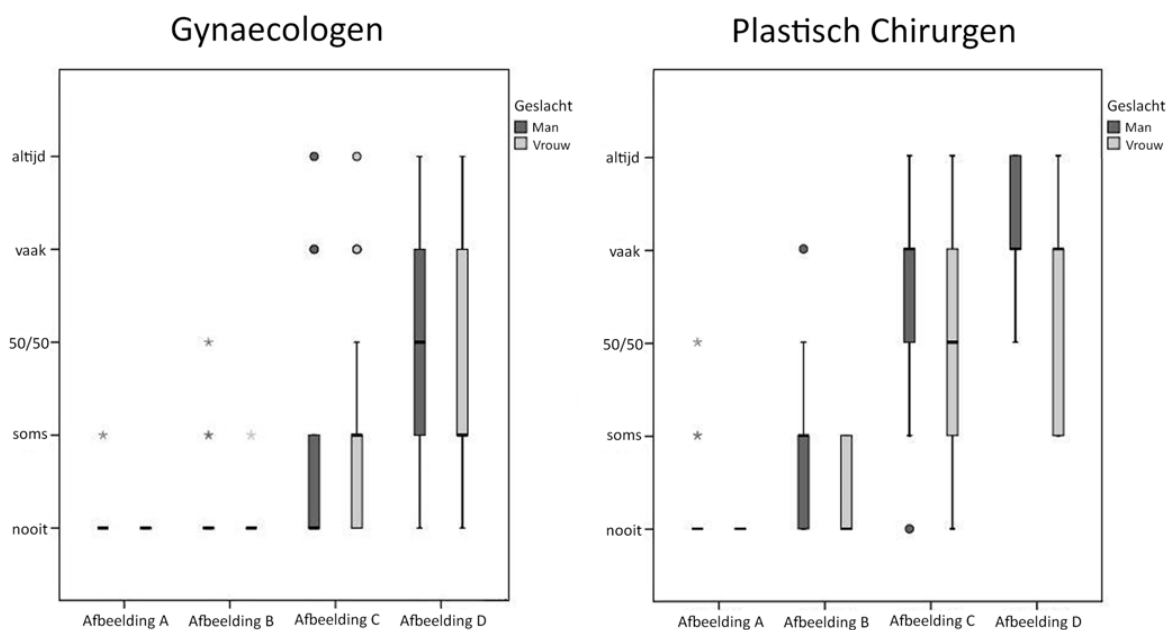 Gynaecologen
Geslacht
Man
Vrouw
altijd
vaak
50/50
soms
nooit
Afbeelding A
Afbeelding B
Afbeelding C
Afbeelding D
Plastisch Chirurgen
Geslacht
Man
Vrouw
altijd
vaak
50/50
soms
nooit
Afbeelding A
Afbeelding B
Afbeelding C
Afbeelding D